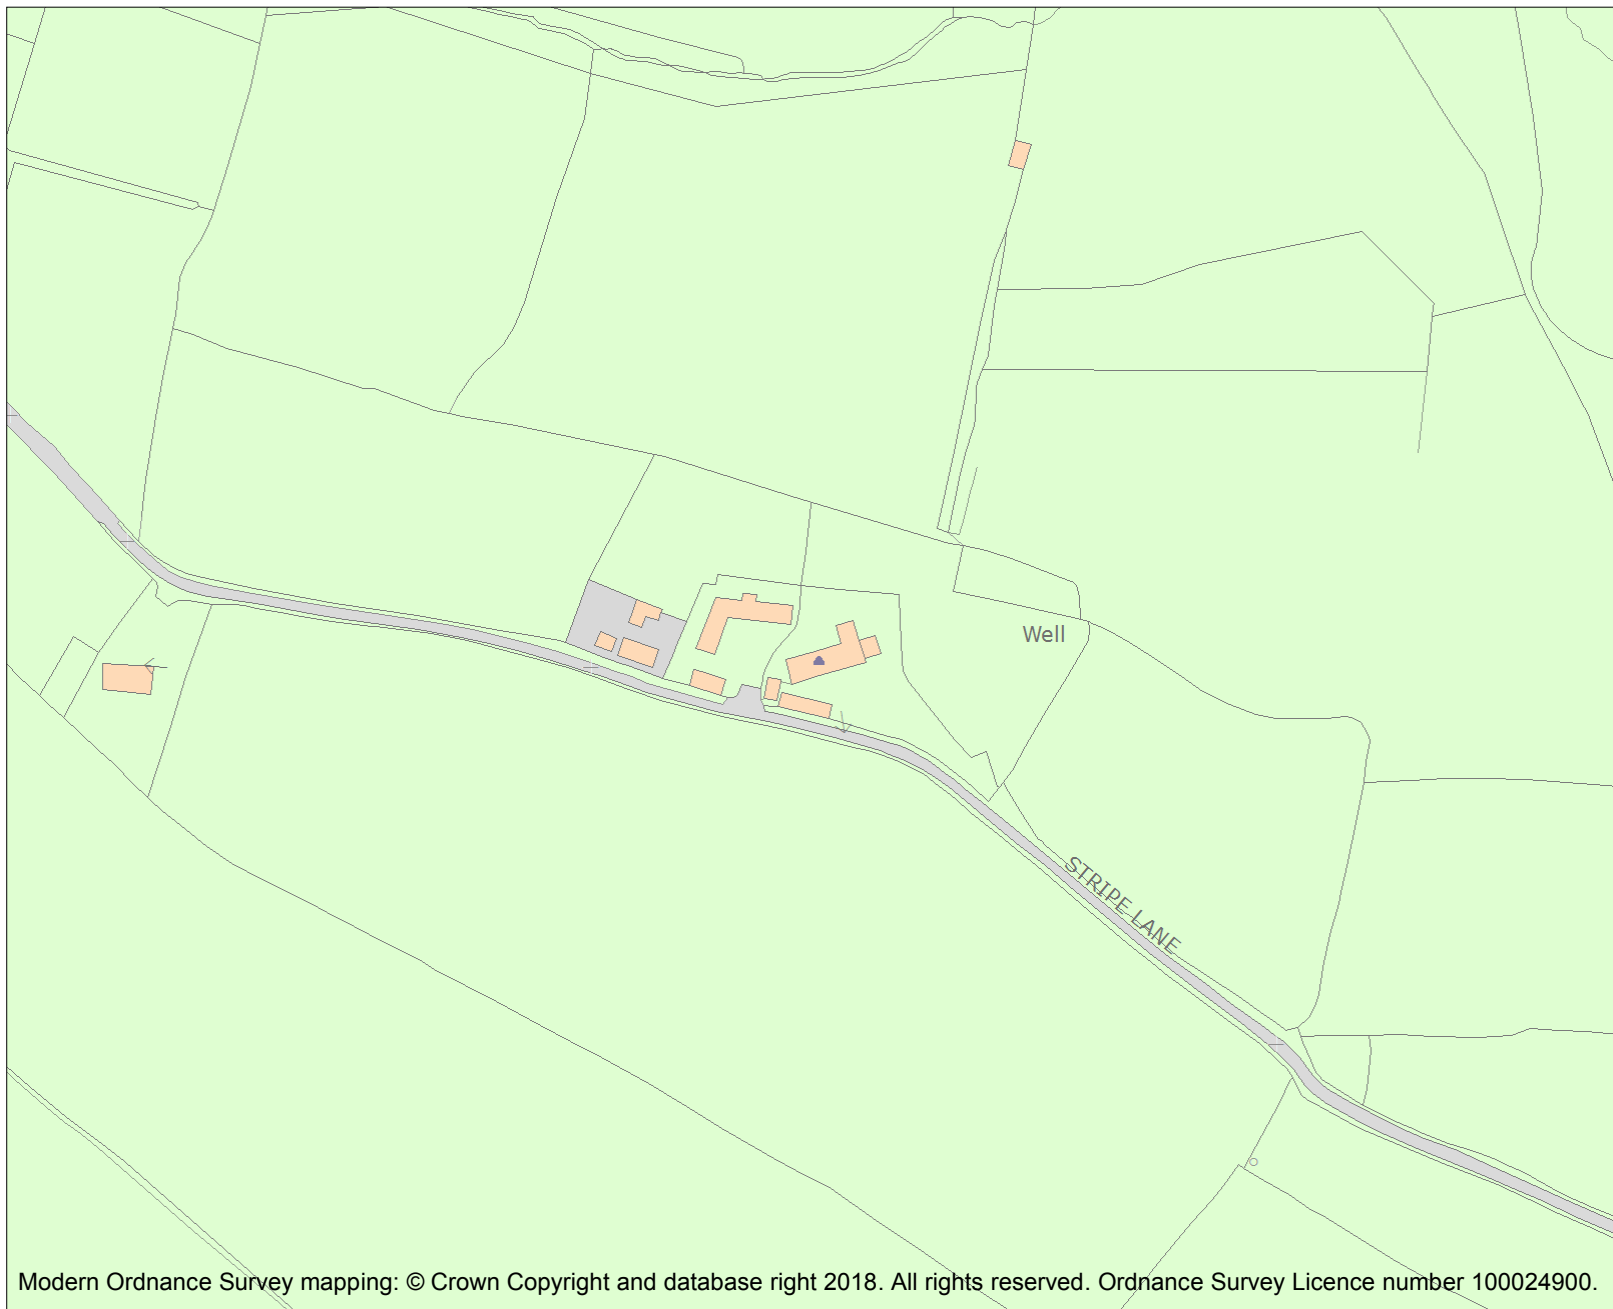 Well
STRIPE LANE
Modern Ordnance Survey mapping: © Crown Copyright and database right 2018. All rights reserved. Ordnance Survey Licence number 100024900.